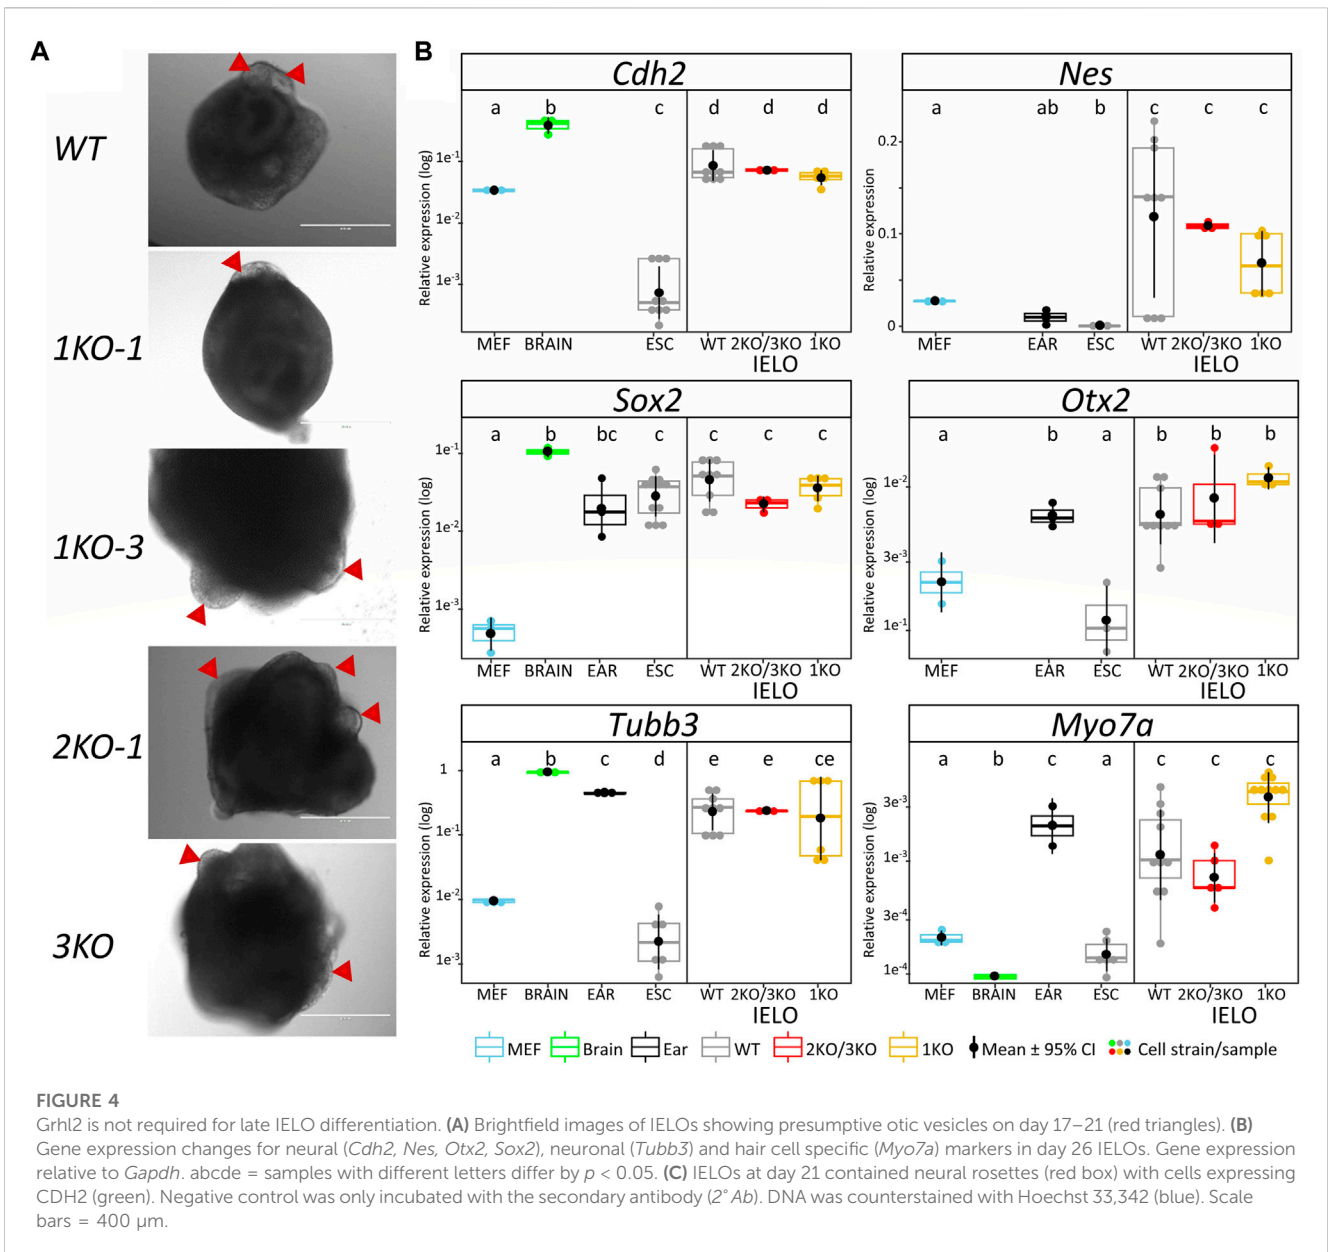 A
B
WT
1KO-1
1KO-3
2KO-1
3KO
Cdh2
a b c d d d
Relative expression (log)
1e⁻¹
1e⁻²
1e⁻³
MEF BRAIN ESC WT 2KO/3KO 1KO
IELO
Nes
a ab b c c c
Relative expression
0.2
0.1
0
MEF EAR ESC WT 2KO/3KO 1KO
IELO
Sox2
a b bc c c c c
Relative expression (log)
1e⁻¹
1e⁻²
1e⁻³
MEF BRAIN EAR ESC WT 2KO/3KO 1KO
IELO
Otx2
a b a b b b
Relative expression (log)
1e⁻²
3e⁻³
1e⁻¹
MEF EAR ESC WT 2KO/3KO 1KO
IELO
Tubb3
a b c d e e ce
Relative expression (log)
1
1e⁻¹
1e⁻²
1e⁻³
MEF BRAIN EAR ESC WT 2KO/3KO 1KO
IELO
Myo7a
a b c a c c c
Relative expression (log)
3e⁻³
1e⁻³
3e⁻⁴
1e⁻⁴
MEF BRAIN EAR ESC WT 2KO/3KO 1KO
IELO
MEF Brain Ear WT 2KO/3KO 1KO Mean ± 95% CI Cell strain/sample
FIGURE 4
Grhl2 is not required for late IELO differentiation. (A) Brightfield images of IELOs showing presumptive otic vesicles on day 17–21 (red triangles). (B)
Gene expression changes for neural (Cdh2, Nes, Otx2, Sox2), neuronal (Tubb3) and hair cell specific (Myo7a) markers in day 26 IELOs. Gene expression
relative to Gapdh. abcde = samples with different letters differ by p < 0.05. (C) IELOs at day 21 contained neural rosettes (red box) with cells expressing
CDH2 (green). Negative control was only incubated with the secondary antibody (2° Ab). DNA was counterstained with Hoechst 33,342 (blue). Scale
bars = 400 µm.